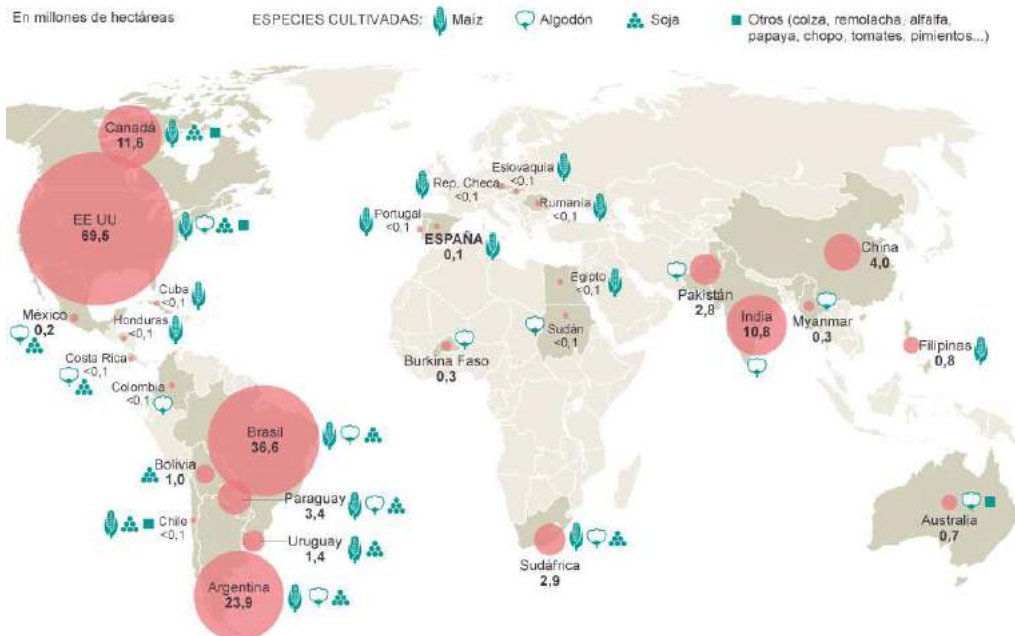 En millones de hectáreas
ESPECIES CULTIVADAS: Maíz Algodón Soja Otros (colza, remolacha, alfalfa,
papaya, chopo, tomates, pimientos...)
Canadá
11,6
EE UU
69,5
Cuba
<0,1
México
0,2
Honduras
<0,1
Costa Rica
<0,1
Colombia
<0,1
Brasil
36,6
Bolivia
1,0
Paraguay
3,4
Chile
<0,1
Uruguay
1,4
Argentina
23,9
Eslovaquia
<0.1
Rep. Checa
<0,1
Rumanía
<0,1
Portugal
<0,1
ESPAÑA
0,1
Egipto
<0,1
Sudán
<0,1
Burkina Faso
0,3
Sudáfrica
2,9
China
4,0
Pakistán
2,8
India
10,8
Myanmar
0,3
Filipinas
0,8
Australia
0,7